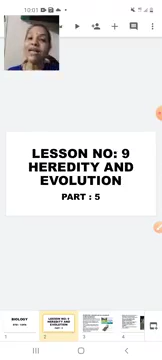 10:01
LESSON NO: 9
HEREDITY AND
EVOLUTION
PART : 5
BIOLOGY
LESSON NO: 9
HEREDITY AND
EVOLUTION
1
2
3
4